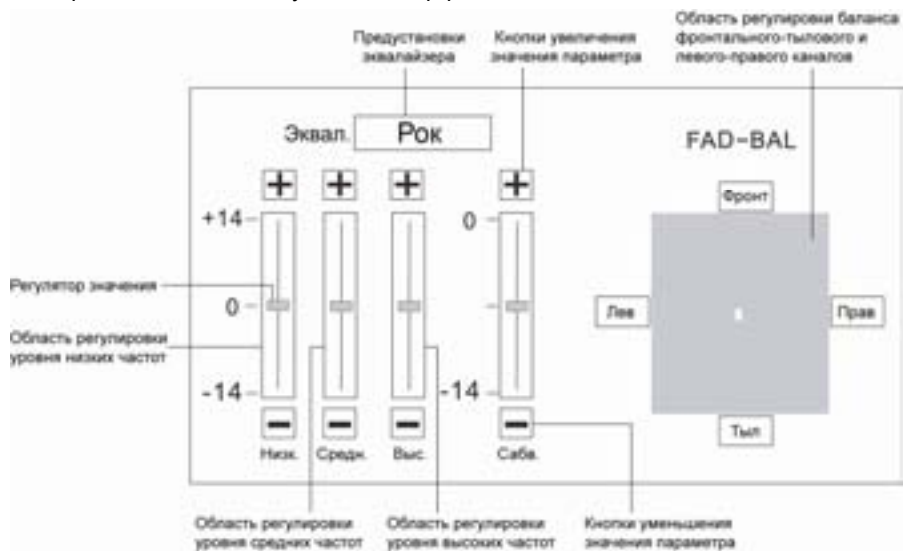 Предустановки
эквалайзера
Кнопки увеличения
значения параметра
Область регулировки баланса
фронтального-тылового и
левого-правого каналов
Эквал. Рок
FAD-BAL
Фронт
+14
0
Регулятор значения
0
Лев
Прав
Область регулировки
уровня низких частот
-14
-14
Тыл
Низк. Средн. Выс. Сабв.
Область регулировки
уровня средних частот
Область регулировки
уровня высоких частот
Кнопки уменьшения
значения параметра